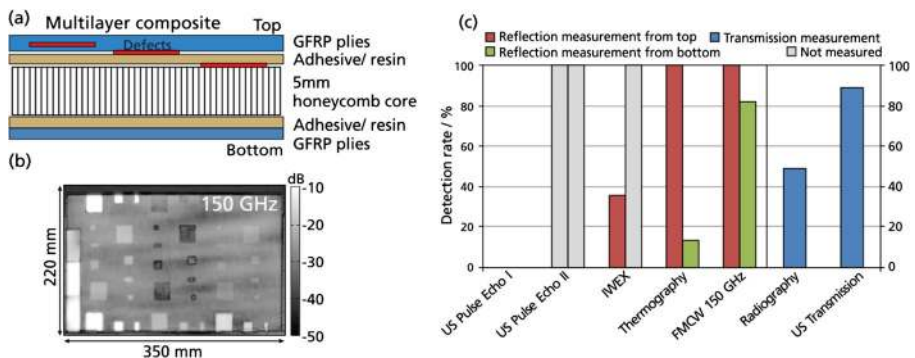 (a)
Multilayer composite
Top
Defects
GFRP plies
Adhesive/ resin
5mm
honeycomb core
Adhesive/ resin
GFRP plies
Bottom
(b)
150 GHz
220 mm
350 mm
dB
-10
-20
-30
-40
-50
(c)
Reflection measurement from top
Transmission measurement
Reflection measurement from bottom
Not measured
Detection rate / %
100
80
60
40
20
0
100
80
60
40
20
0
US Pulse Echo I
US Pulse Echo II
IWEX
Thermography
FMCW 150 GHz
Radiography
US Transmission